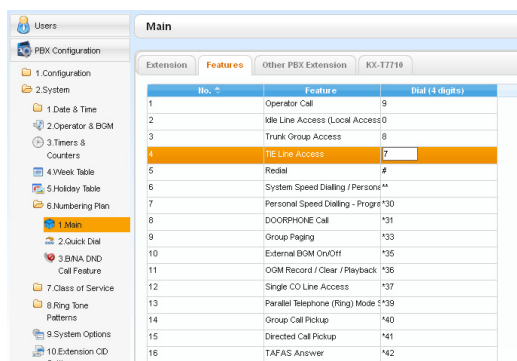 Users
PBX Configuration
1.Configuration
2.System
1.Date & Time
2.Operator & BGM
3.Timers &
Counters
4.Week Table
5.Holiday Table
6.Numbering Plan
1.Main
2.Quick Dial
3.B/NA DND
Call Feature
7.Class of Service
8.Ring Tone
Patterns
9.System Options
10.Extension CID
Main
Extension Features Other PBX Extension KX-T7710
No. Feature Dial (4 digits)
1 Operator Call 9
2 Idle Line Access (Local Access 0
3 Trunk Group Access 8
4 TIE Line Access 7
5 Redial #
6 System Speed Dialling / Persona **
7 Personal Speed Dialling - Progra *30
8 DOORPHONE Call *31
9 Group Paging *33
10 External BGM On/Off *35
11 OGM Record / Clear / Playback *36
12 Single CO Line Access *37
13 Parallel Telephone (Ring) Mode S *39
14 Group Call Pickup *40
15 Directed Call Pickup *41
16 TAFAS Answer *42